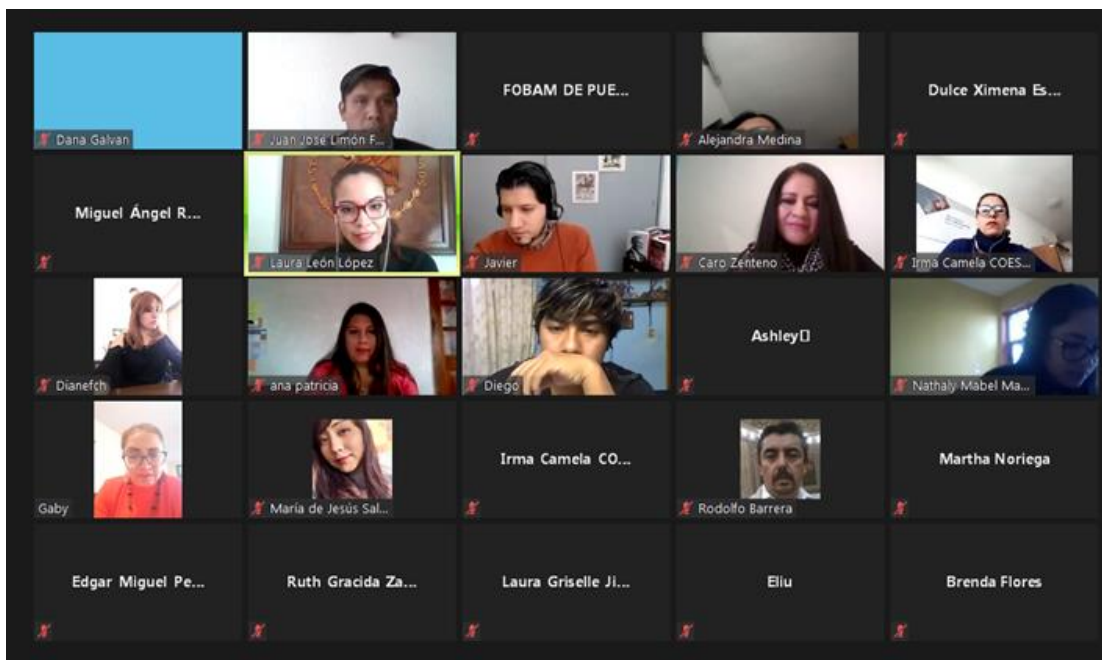 Dana Galvan
Juan José Limón F...
FOBAM DE PUE...
Alejandra Medina
Dulce Ximena Es...
Miguel Ángel R...
Laura León López
Javier
Caro Zenteno
Irma Camela COES...
Dianefch
ana patricia
Diego
Ashley▯
Nathaly Mabel Ma...
Gaby
María de Jesús Sal...
Irma Camela CO...
Rodolfo Barrera
Martha Noriega
Edgar Miguel Pe...
Ruth Gracida Za...
Laura Griselle Ji...
Eliu
Brenda Flores